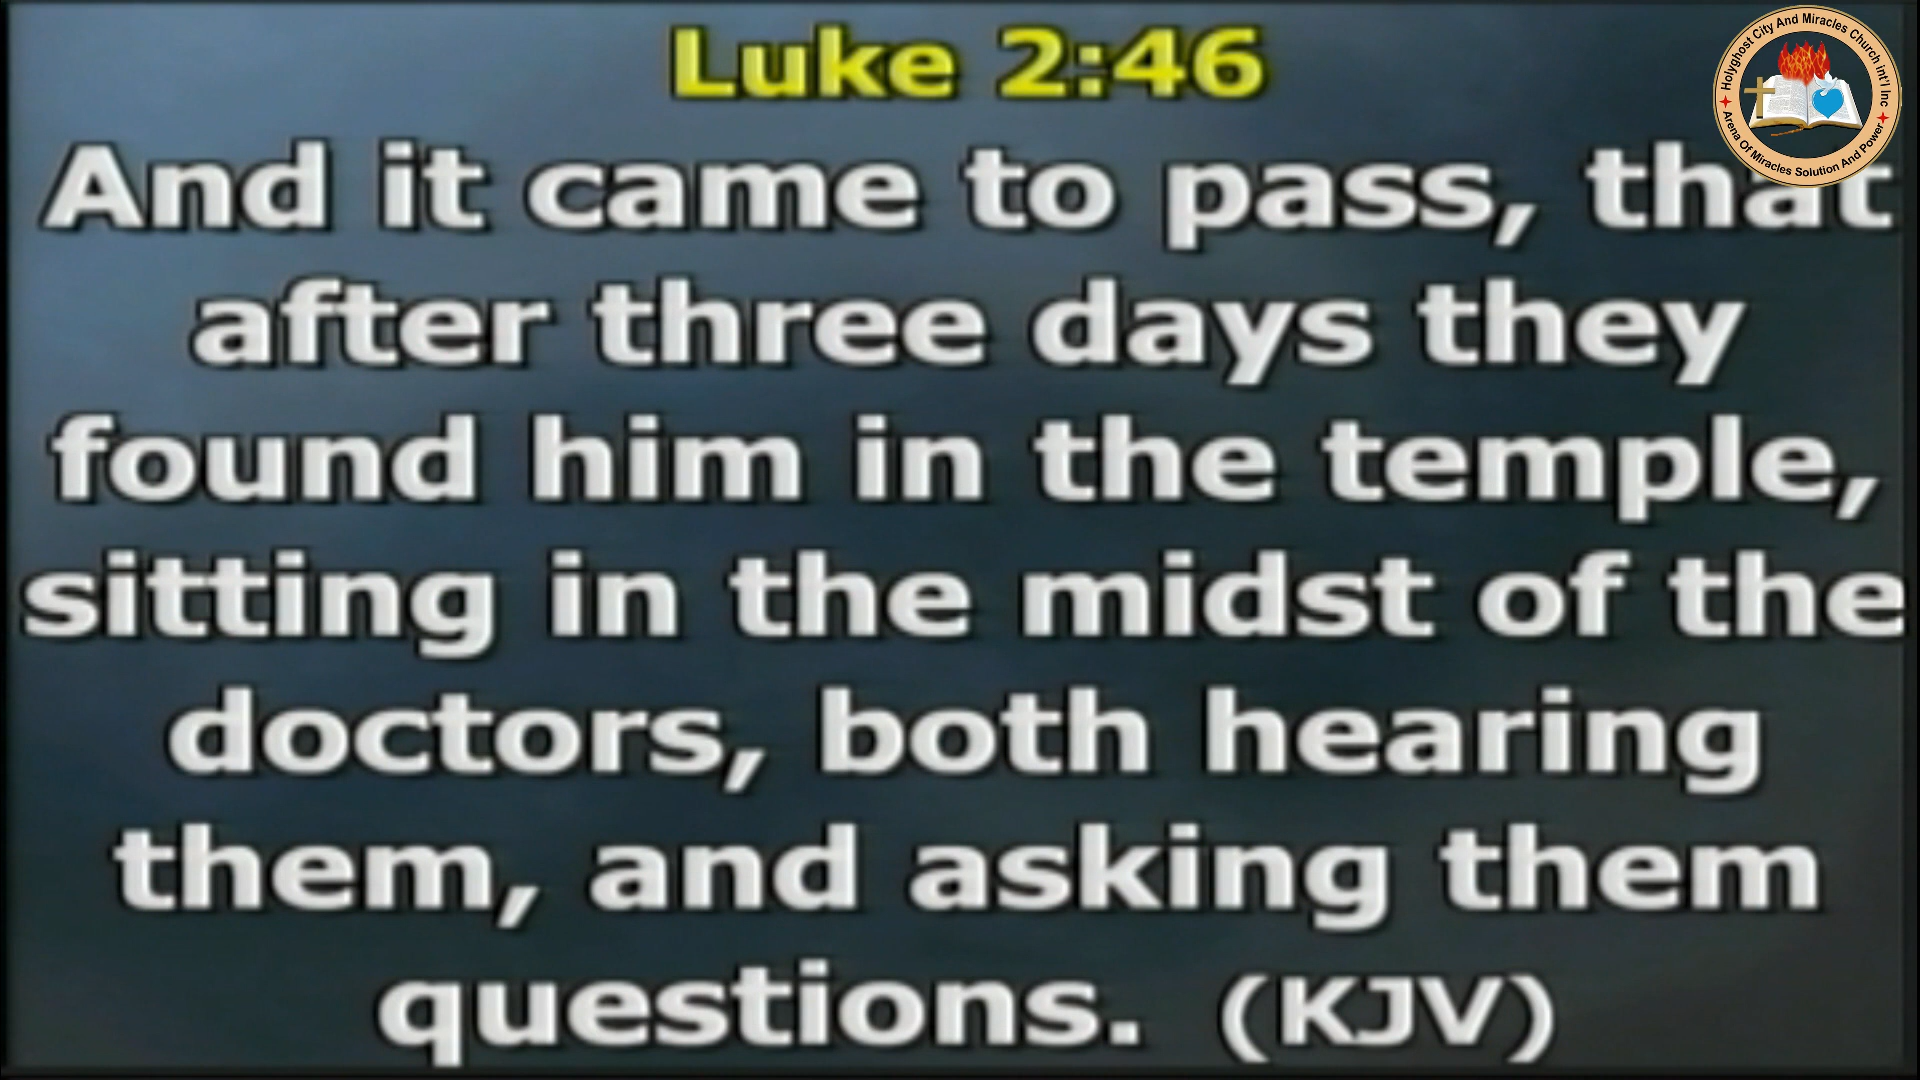 Luke 2:46
And it came to pass, that
after three days they
found him in the temple,
sitting in the midst of the
doctors, both hearing
them, and asking them
questions. (KJV)
Holyghost City And Miracles Church int'l Inc
Arena Of Miracles Solution And Power